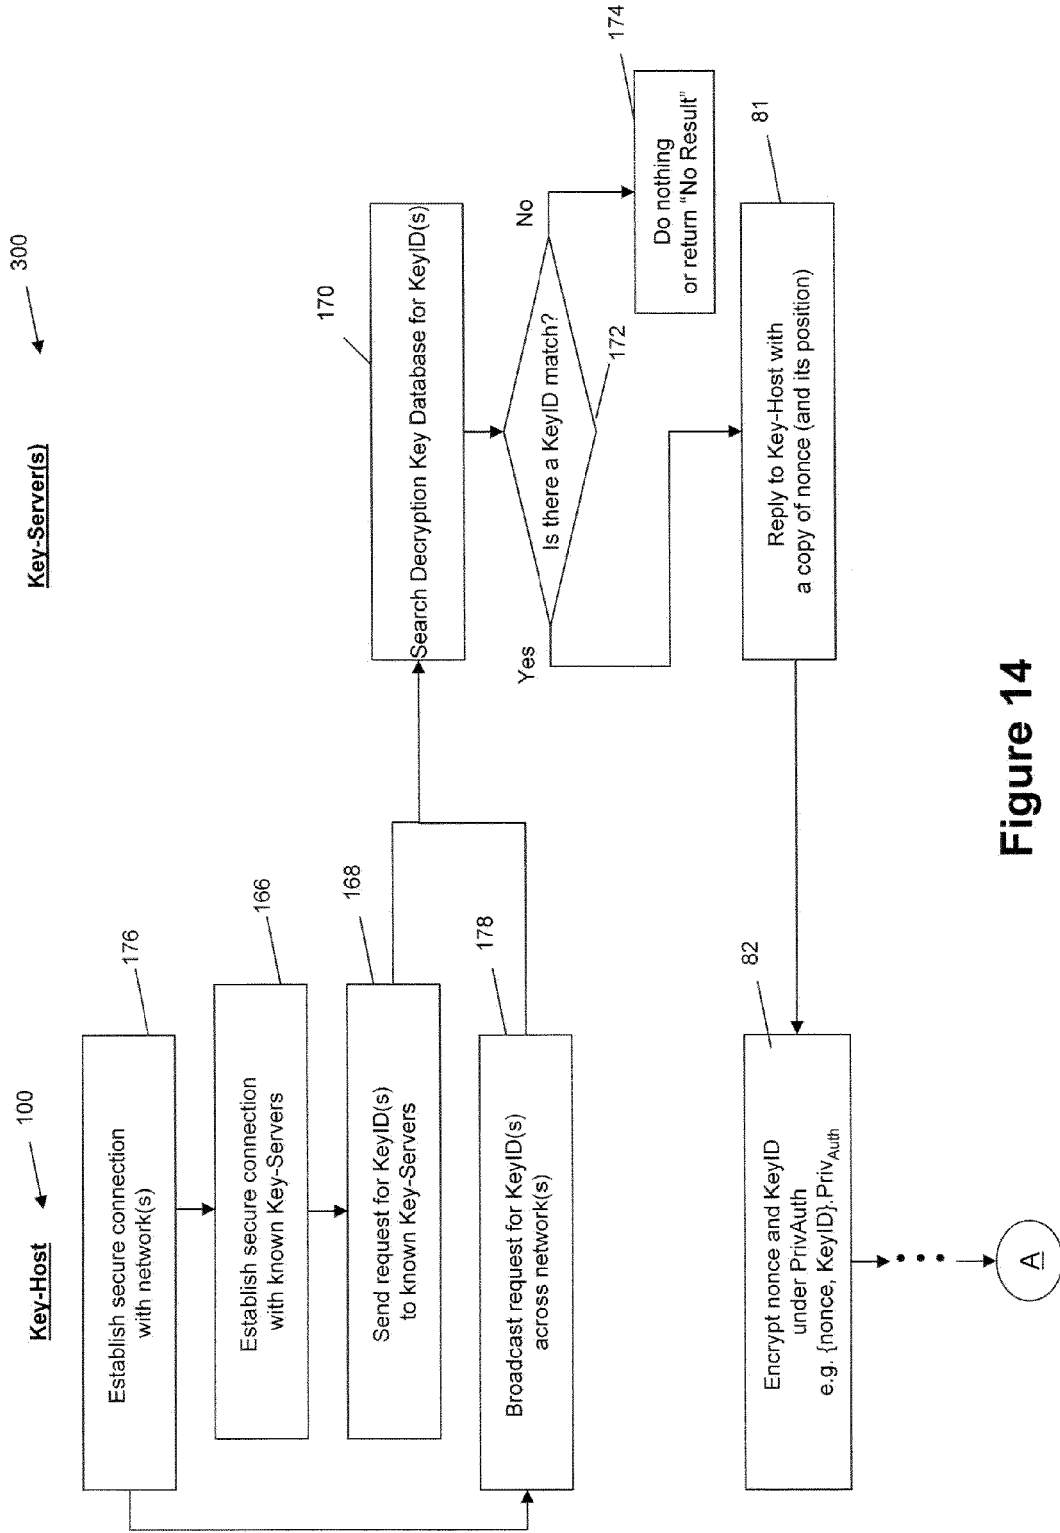 Key-Host
100
Key-Server(s)
300
176
Establish secure connection
with network(s)
166
Establish secure connection
with known Key-Servers
168
Send request for KeyID(s)
to known Key-Servers
178
Broadcast request for KeyID(s)
across network(s)
170
Search Decryption Key Database for KeyID(s)
Is there a KeyID match?
172
No
Yes
174
Do nothing
or return “No Result”
81
Reply to Key-Host with
a copy of nonce (and its position)
82
Encrypt nonce and KeyID
under PrivAuth
e.g. {nonce, KeyID}.Priv_Auth
A
Figure 14